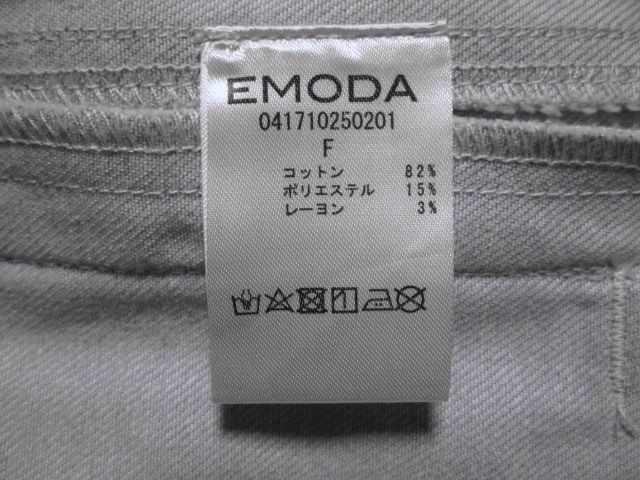 EMODA
041710250201
F
コットン 82%
ポリエステル 15%
レーヨン 3%